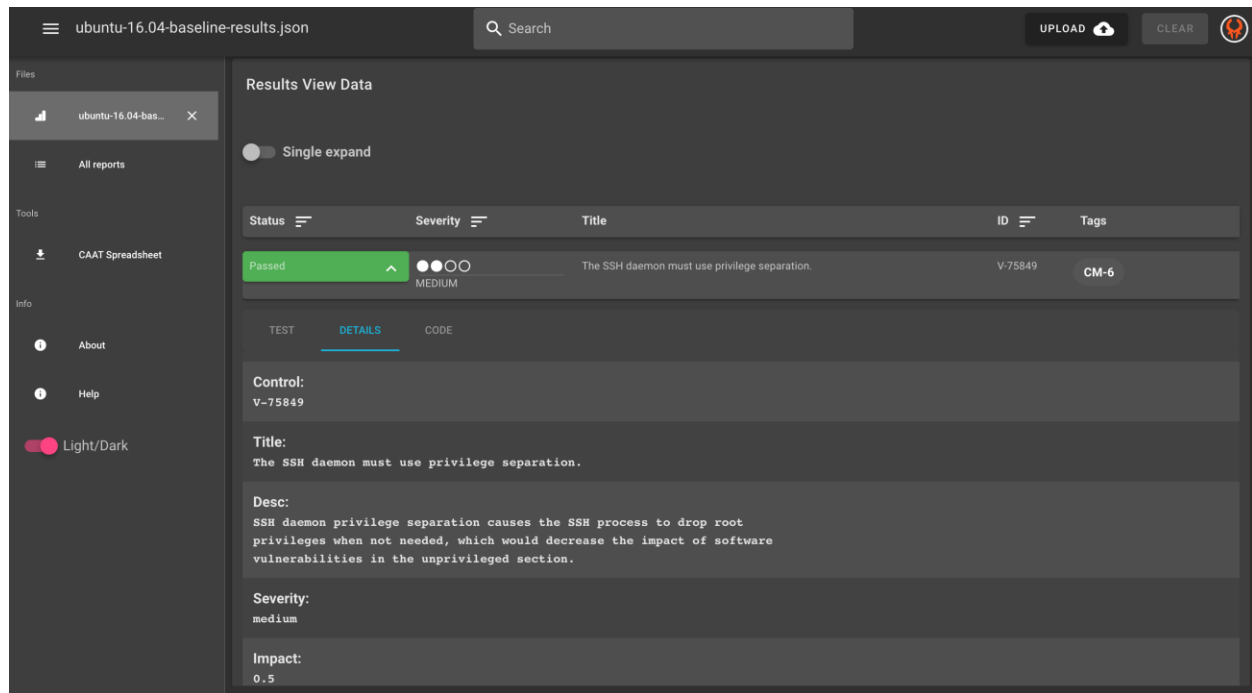 ubuntu-16.04-baseline-results.json
Search
UPLOAD
CLEAR
Files
ubuntu-16.04-bas...
All reports
Tools
CAAT Spreadsheet
Info
About
Help
Light/Dark
Results View Data
Single expand
Status Severity Title ID Tags
Passed The SSH daemon must use privilege separation. V-75849 CM-6
MEDIUM
TEST DETAILS CODE
Control:
V-75849
Title:
The SSH daemon must use privilege separation.
Desc:
SSH daemon privilege separation causes the SSH process to drop root
privileges when not needed, which would decrease the impact of software
vulnerabilities in the unprivileged section.
Severity:
medium
Impact:
0.5